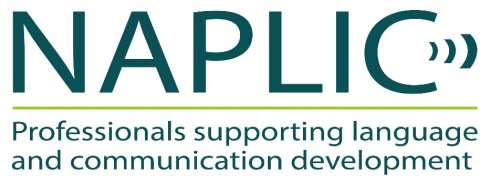 NAPLIC
Professionals supporting language
and communication development